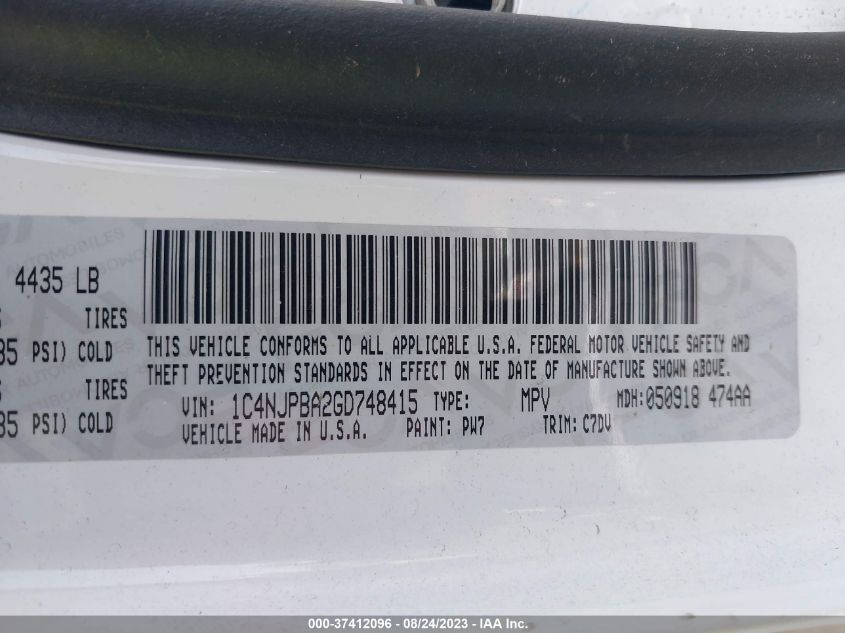 4435 LB
TIRES
PSI) COLD
TIRES
PSI) COLD
THIS VEHICLE CONFORMS TO ALL APPLICABLE U.S.A. FEDERAL MOTOR VEHICLE SAFETY AND
THEFT PREVENTION STANDARDS IN EFFECT ON THE DATE OF MANUFACTURE SHOWN ABOVE.
VIN: 1C4NJPBA2GD748415 TYPE: MPV MDH:050918 474AA
VEHICLE MADE IN U.S.A. PAINT: PW7 TRIM: C7DV
000-37412096 - 08/24/2023 - Copyright © IAA Inc.